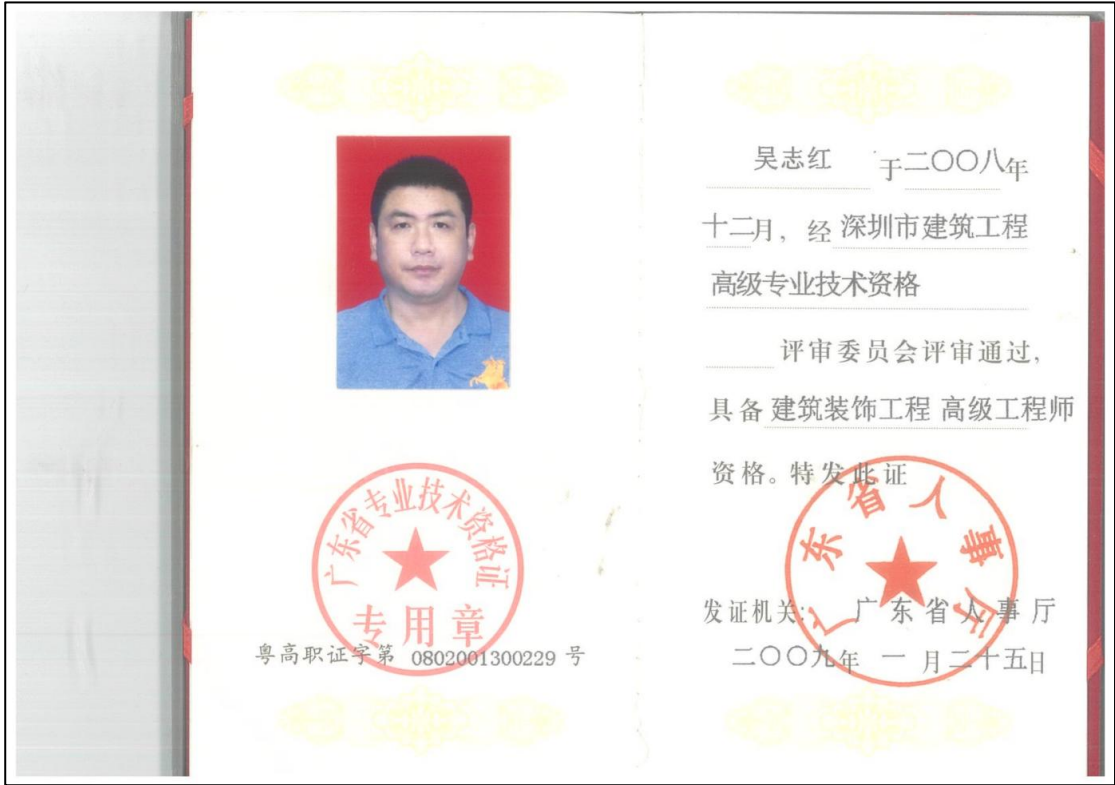 广东省专业技术资格证
专用章
粤高职证字第 0802001300229 号
吴志红 于二〇〇八年
十二月，经 深圳市建筑工程
高级专业技术资格
评审委员会评审通过，
具备 建筑装饰工程 高级工程师
资格。特发此证
广东省人事厅
发证机关：广东省人事厅
二〇〇九年 一 月二十五日